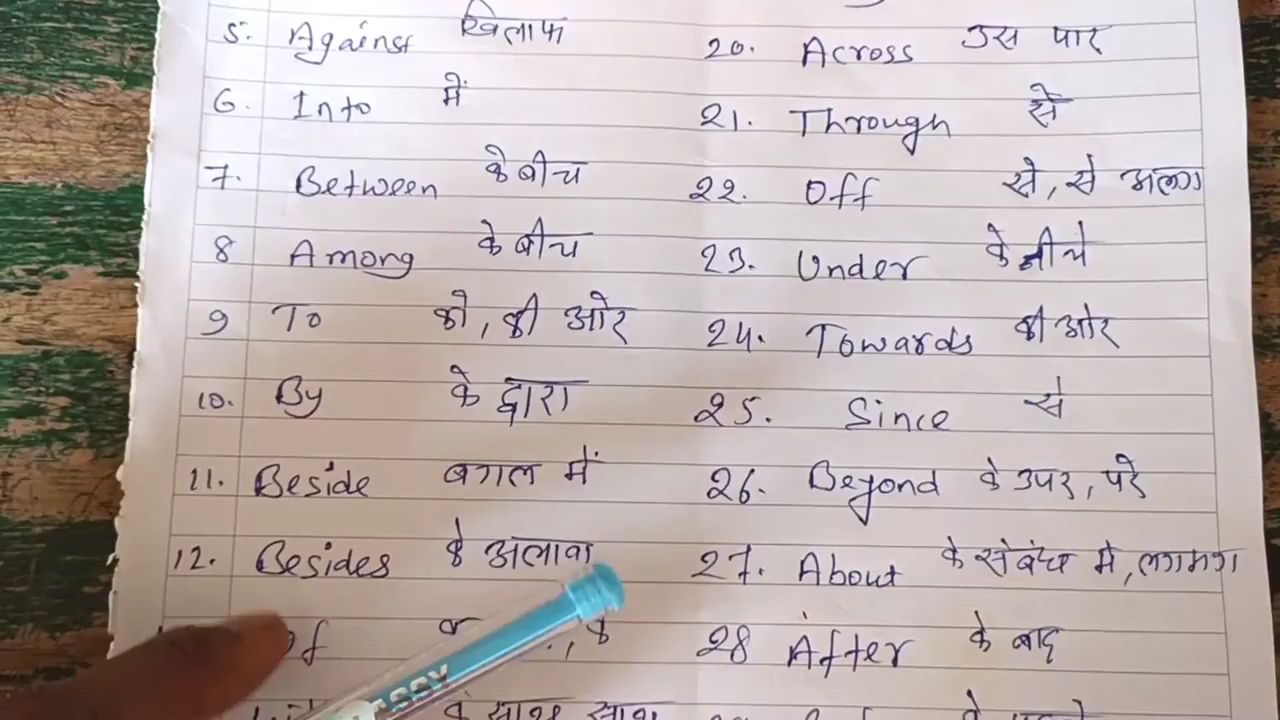 5. Against खिलाफ
20. Across उस पार
6. Into में
21. Through से
7. Between के बीच
22. Off से, से अलग
8 Among के बीच
23. Under के नीचे
9 To को, की ओर
24. Towards की ओर
10. By के द्वारा
25. Since से
11. Beside बगल में
26. Beyond के उपर, परे
12. Besides के अलावा
27. About के संबंध में, लगभग
28 After के बाद
के साथ साथ